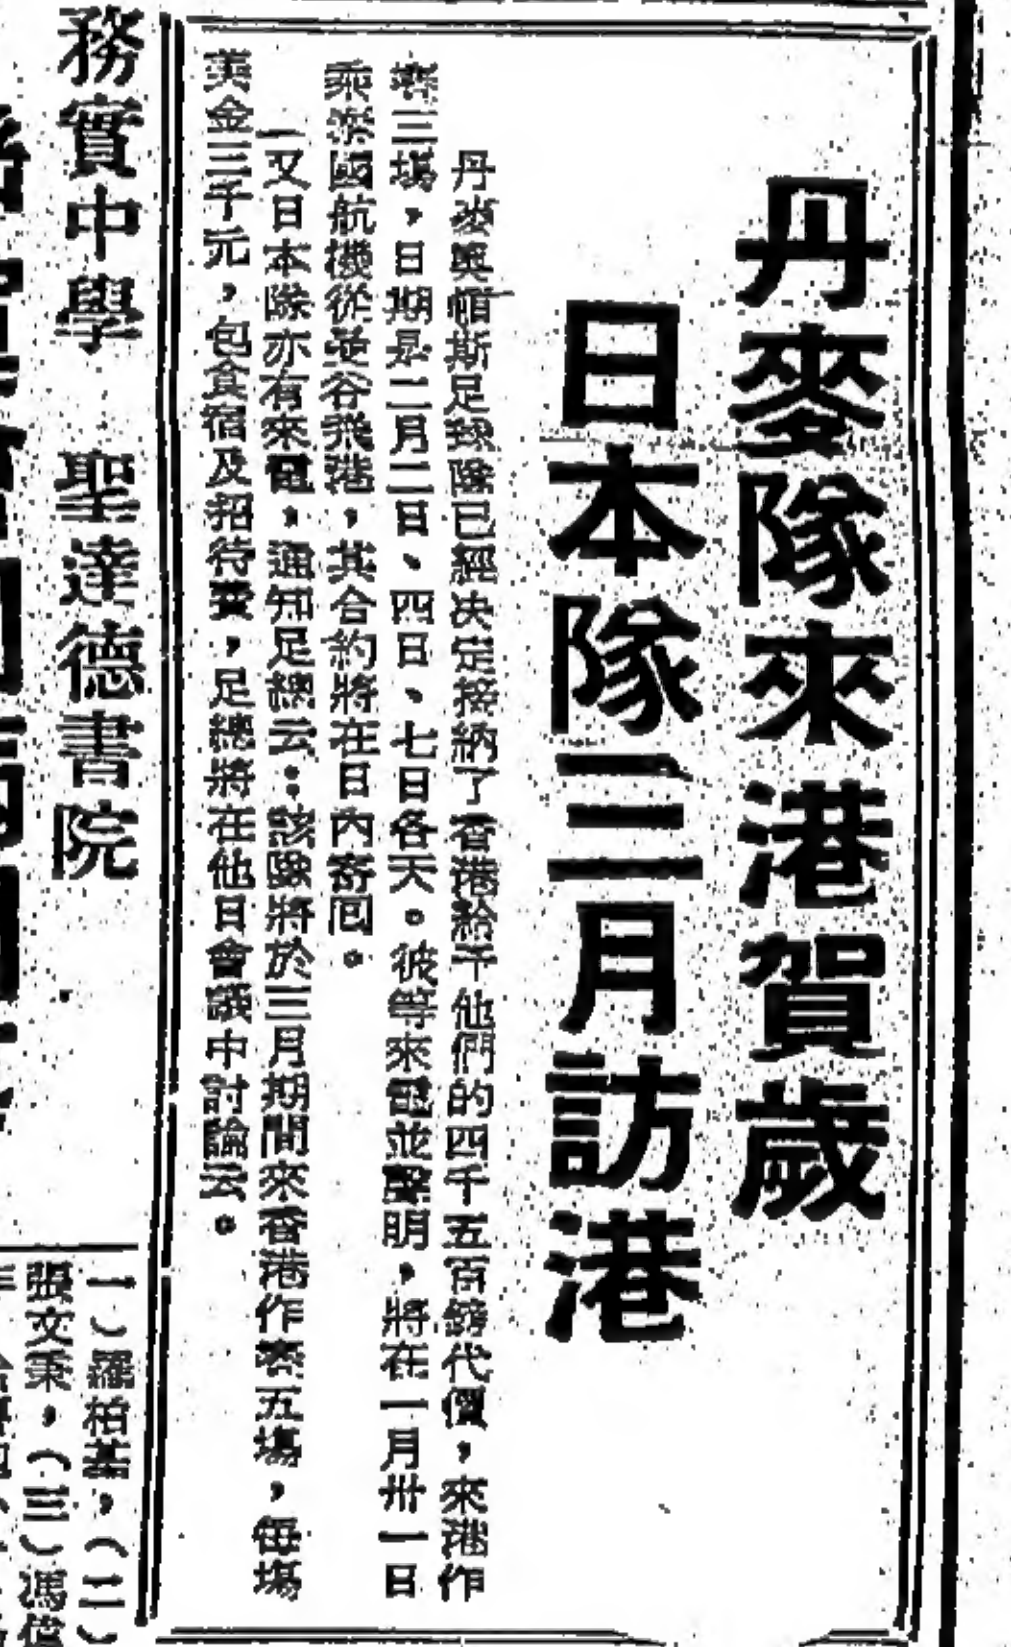 丹麥隊來港賀歲
日本隊三月訪港
丹麥奧帕斯足球隊已經决定接納了香港給予他們的四千五百鎊代價，來港作
賽三塲，日期是二月二日、四日、七日各天。彼等來電並聲明，將在一月卅一日
乘泰國航機從曼谷飛港，其合約將在日內寄囘。
一又日本隊亦有來電，通知足總云：該隊將於三月期間來香港作賽五塲，每塲
美金三千元，包食宿及招待費，足總將在他日會議中討論云。
務實中學　聖達德書院
一）羅柏基，（二）
張文秉，（三）馮偉